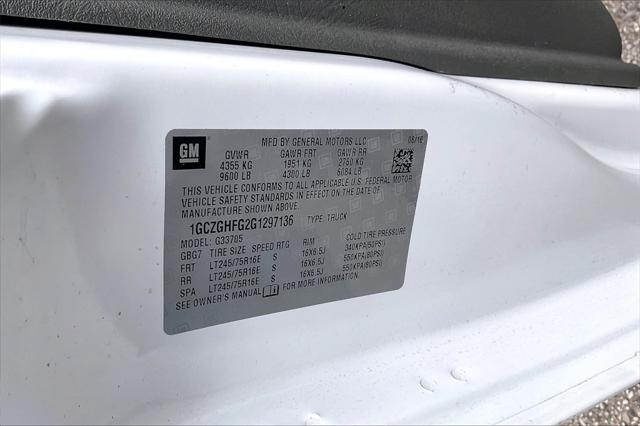 GM
MFD BY GENERAL MOTORS LLC 06/16
GVWR GAWR FRT GAWR RR
4355 KG 1951 KG 2760 KG
9600 LB 4300 LB 6084 LB
THIS VEHICLE CONFORMS TO ALL APPLICABLE U.S. FEDERAL MOTOR
VEHICLE SAFETY STANDARDS IN EFFECT ON THE DATE OF
MANUFACTURE SHOWN ABOVE.
1GCZGHFG2G1297136 TYPE: TRUCK
MODEL: G33705
GBG7 TIRE SIZE SPEED RTG RIM COLD TIRE PRESSURE
FRT LT245/75R16E S 16X6.5J 340KPA(50PSI)
RR LT245/75R16E S 16X6.5J 550KPA(80PSI)
SPA LT245/75R16E S 16X6.5J 550KPA(80PSI)
SEE OWNER'S MANUAL FOR MORE INFORMATION.